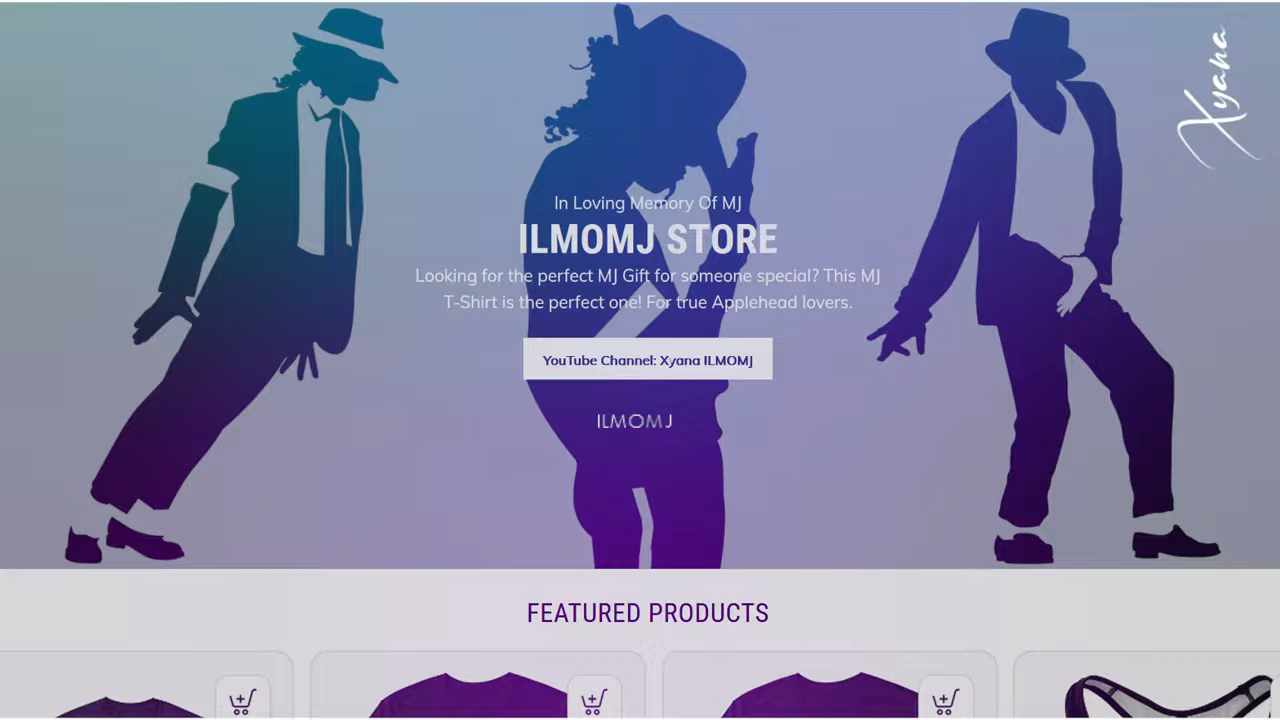 Xyana
In Loving Memory Of MJ
ILMOMJ STORE
Looking for the perfect MJ Gift for someone special? This MJ
T-Shirt is the perfect one! For true Applehead lovers.
YouTube Channel: Xyana ILMOMJ
ILMOMJ
FEATURED PRODUCTS